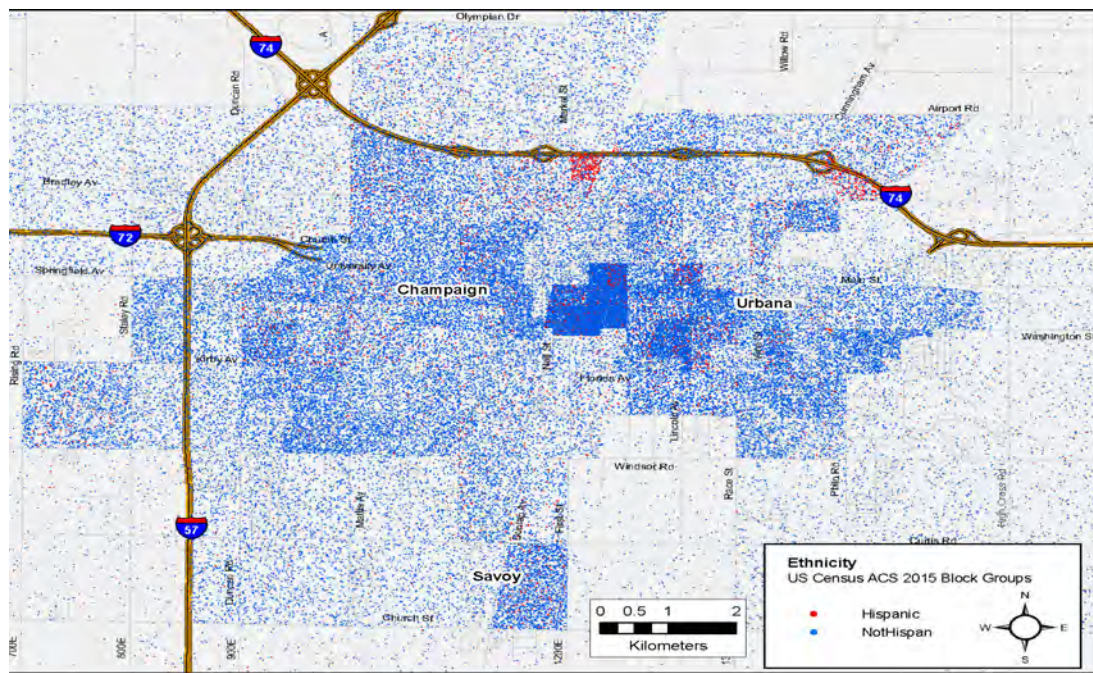 Olympian Dr
74
Duncan Rd
Market St
Willow Rd
Cunningham Av
Airport Rd
Bradley Av
74
72
Church St
University Av
Springfield Av
Champaign
Urbana
Main St
Staley Rd
Rising Rd
Kirby Av
Neil St
Washington S
Florida Av
Lincoln Av
Windsor Rd
Race St
Philo Rd
High Cross Rd
Mattis Av
Dunlap Av
First St
57
Curtis Rd
Savoy
Duncan Rd
Church St
700E
800E
900E
1200E
0 0.5 1 2
Kilometers
Ethnicity
US Census ACS 2015 Block Groups
Hispanic
NotHispan
N
W E
S